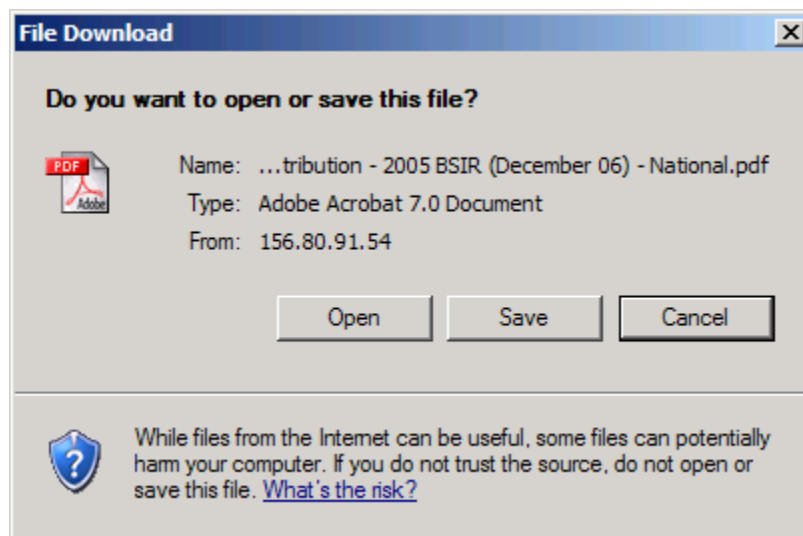 File Download
Do you want to open or save this file?
PDF
Adobe
Name: ...tribution - 2005 BSIR (December 06) - National.pdf
Type: Adobe Acrobat 7.0 Document
From: 156.80.91.54
Open Save Cancel
While files from the Internet can be useful, some files can potentially
harm your computer. If you do not trust the source, do not open or
save this file. What's the risk?